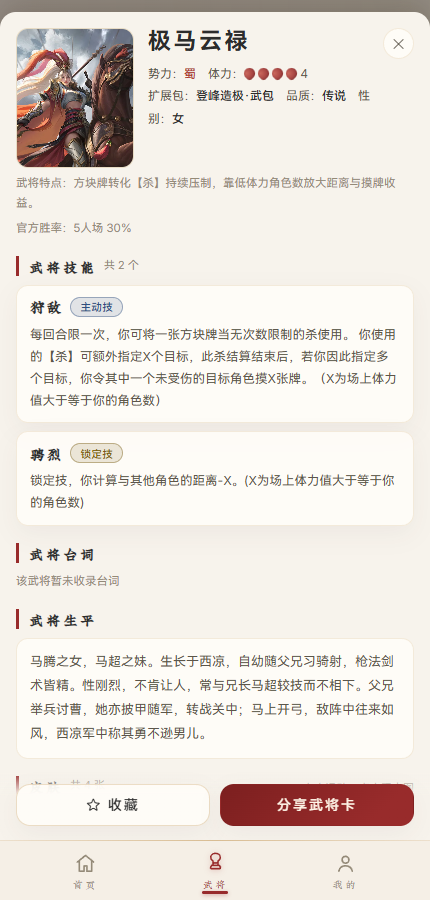 极马云禄
势力：蜀 体力：4
扩展包：登峰造极·武包 品质：传说 性
别：女
武将特点：方块牌转化【杀】持续压制，靠低体力角色数放大距离与摸牌收
益。
官方胜率：5人场 30%
武将技能 共 2 个
狩敌 主动技
每回合限一次，你可将一张方块牌当无次数限制的杀使用。 你使用
的【杀】可额外指定X个目标，此杀结算结束后，若你因此指定多
个目标，你令其中一个未受伤的目标角色摸X张牌。（X为场上体力
值大于等于你的角色数）
骋烈 锁定技
锁定技，你计算与其他角色的距离-X。(X为场上体力值大于等于你
的角色数)
武将台词
该武将暂未收录台词
武将生平
马腾之女，马超之妹。生长于西凉，自幼随父兄习骑射，枪法剑
术皆精。性刚烈，不肯让人，常与兄长马超较技而不相下。父兄
举兵讨曹，她亦披甲随军，转战关中；马上开弓，敌阵中往来如
风，西凉军中称其勇不逊男儿。
收藏
分享武将卡
首页
武将
我的